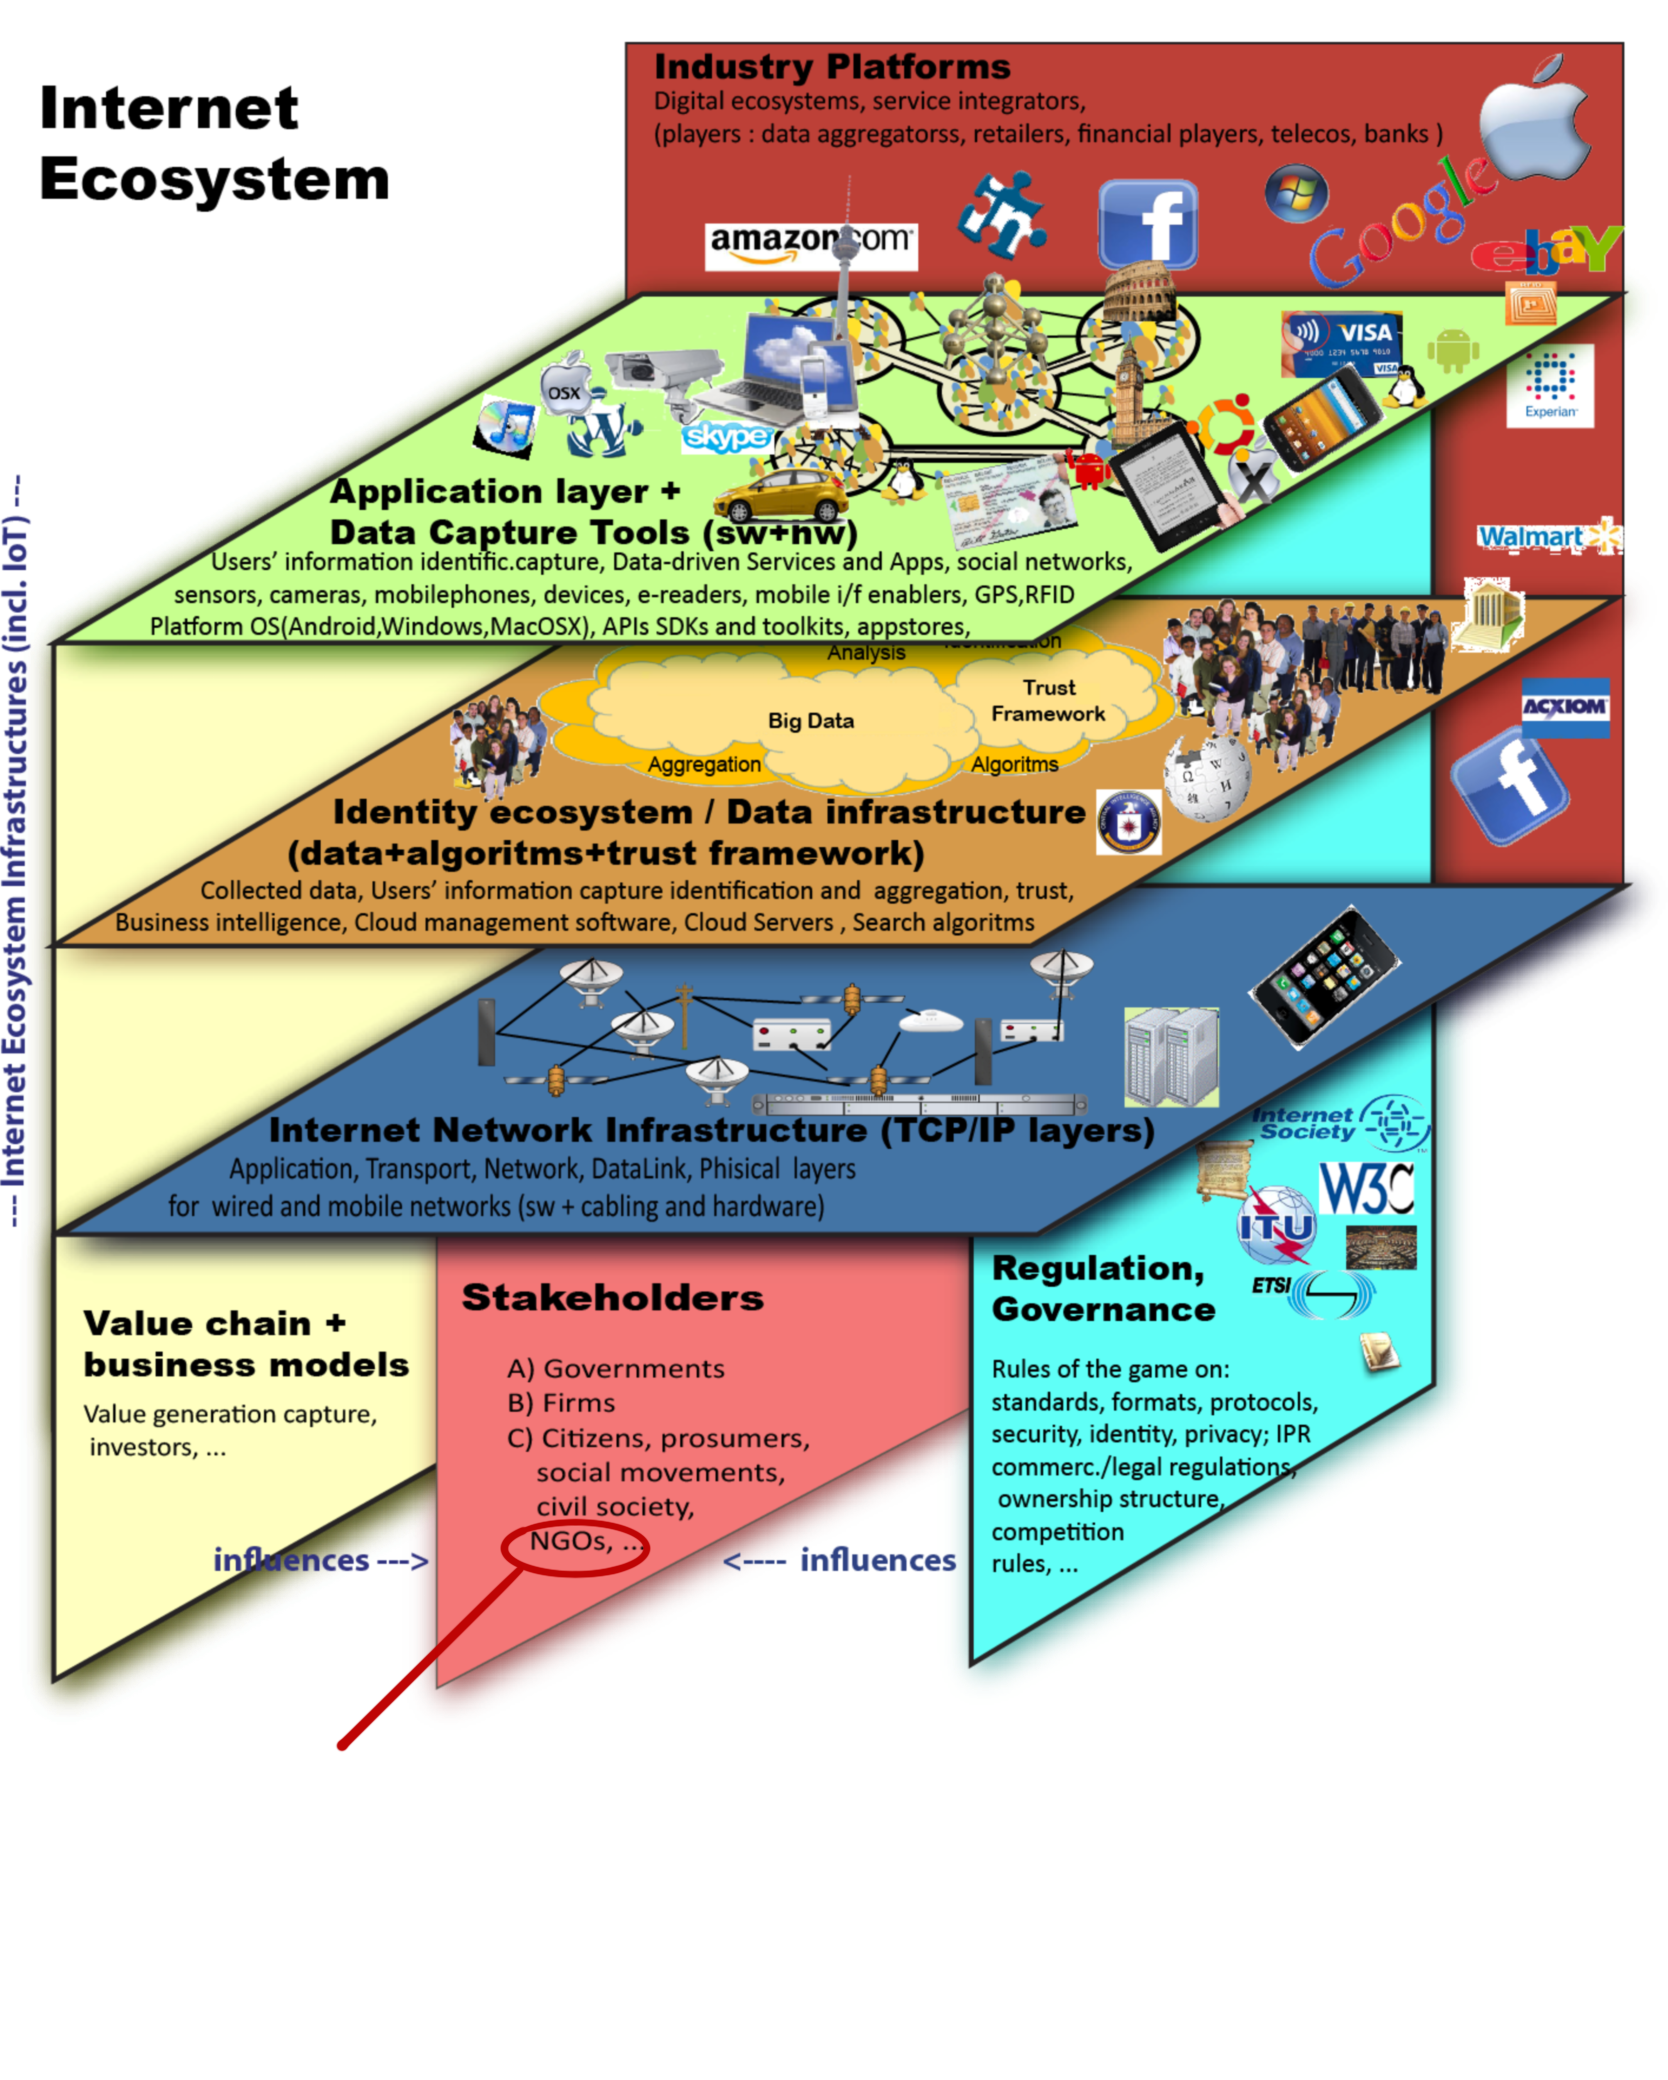 Internet
Ecosystem
Industry Platforms
Digital ecosystems, service integrators,
(players : data aggregatorss, retailers, financial players, telecos, banks )
amazon.com
in
f
Google
ebaY
RFID
VISA
VISA
Experian
Walmart
ACXIOM
f
OSX
W
skype
X
Application layer +
Data Capture Tools (sw+hw)
Users' information identific.capture, Data-driven Services and Apps, social networks,
sensors, cameras, mobilephones, devices, e-readers, mobile i/f enablers, GPS,RFID
Platform OS(Android,Windows,MacOSX), APIs SDKs and toolkits, appstores,
--- Internet Ecosystem Infrastructures (incl. IoT) ---
Analysis
Trust
Framework
Big Data
Aggregation
Algoritms
Identity ecosystem / Data infrastructure
(data+algoritms+trust framework)
Collected data, Users' information capture identification and aggregation, trust,
Business intelligence, Cloud management software, Cloud Servers , Search algoritms
Internet Network Infrastructure (TCP/IP layers)
Application, Transport, Network, DataLink, Phisical layers
for wired and mobile networks (sw + cabling and hardware)
Internet
Society
W3C
ITU
ETSI
Value chain +
business models
Value generation capture,
investors, ...
Stakeholders
A) Governments
B) Firms
C) Citizens, prosumers,
social movements,
civil society,
NGOs, ...
Regulation,
Governance
Rules of the game on:
standards, formats, protocols,
security, identity, privacy; IPR
commerc./legal regulations,
ownership structure,
competition
rules, ...
influences --->
<---- influences